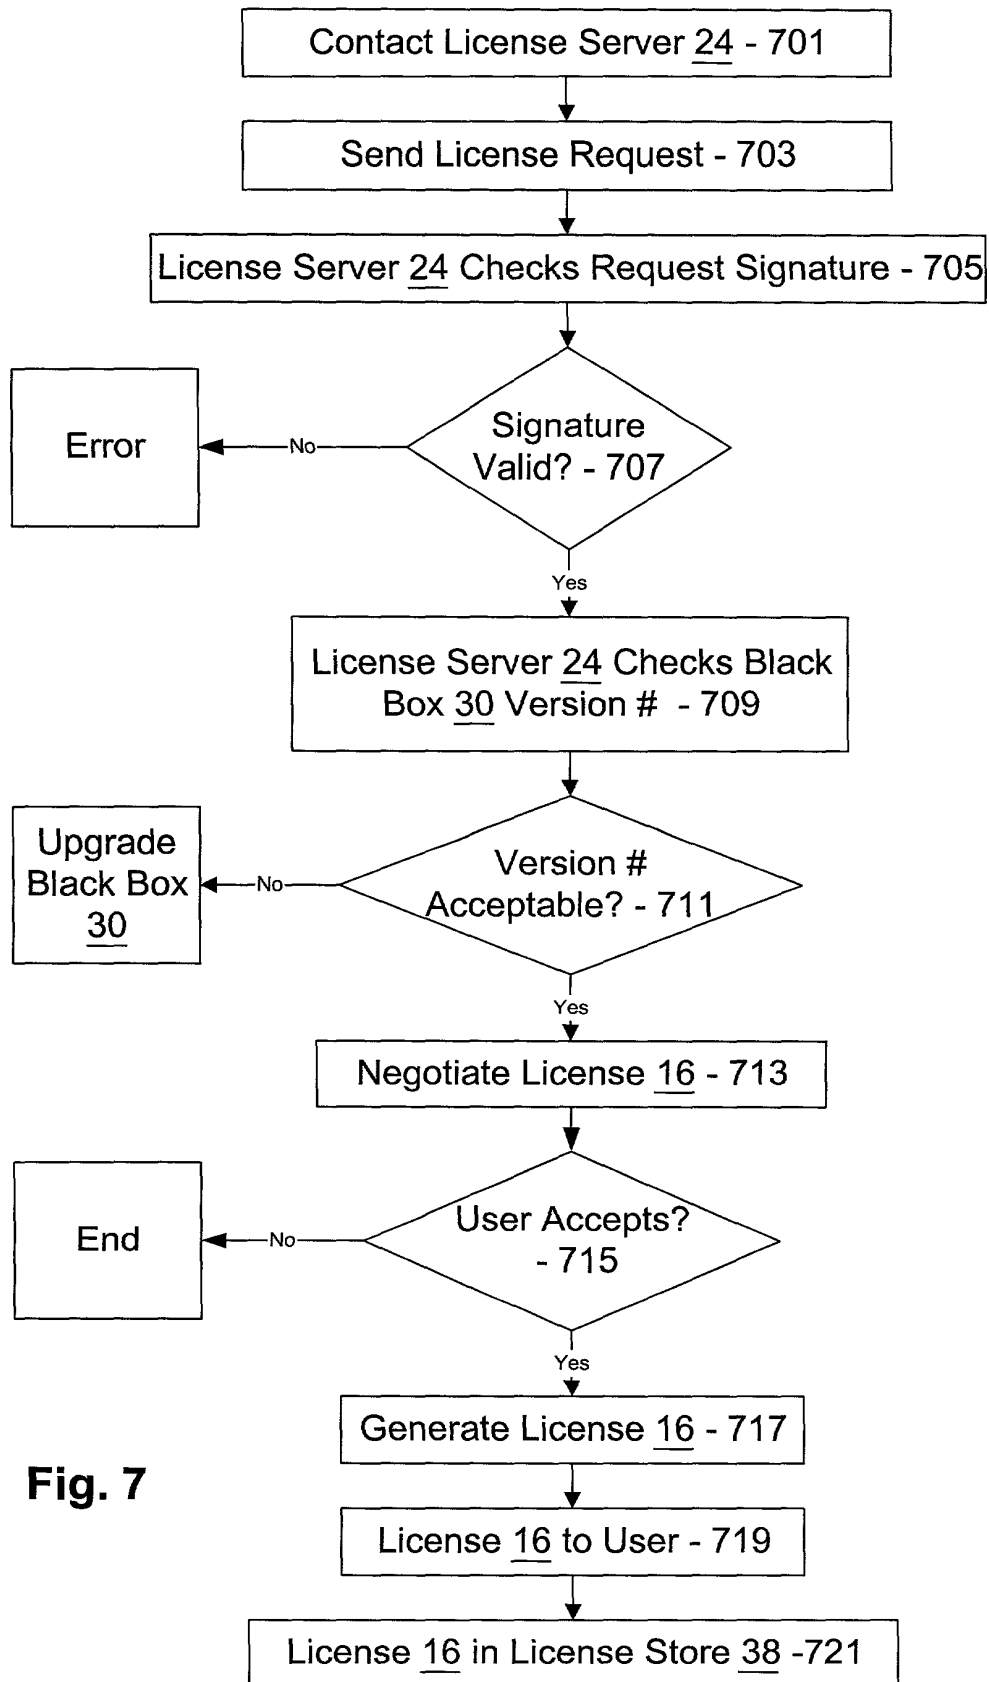 Contact License Server 24 - 701
Send License Request - 703
License Server 24 Checks Request Signature - 705
Signature
Valid? - 707
No
Error
Yes
License Server 24 Checks Black
Box 30 Version # - 709
Version #
Acceptable? - 711
No
Upgrade
Black Box
30
Yes
Negotiate License 16 - 713
User Accepts?
- 715
No
End
Yes
Generate License 16 - 717
License 16 to User - 719
License 16 in License Store 38 -721
Fig. 7